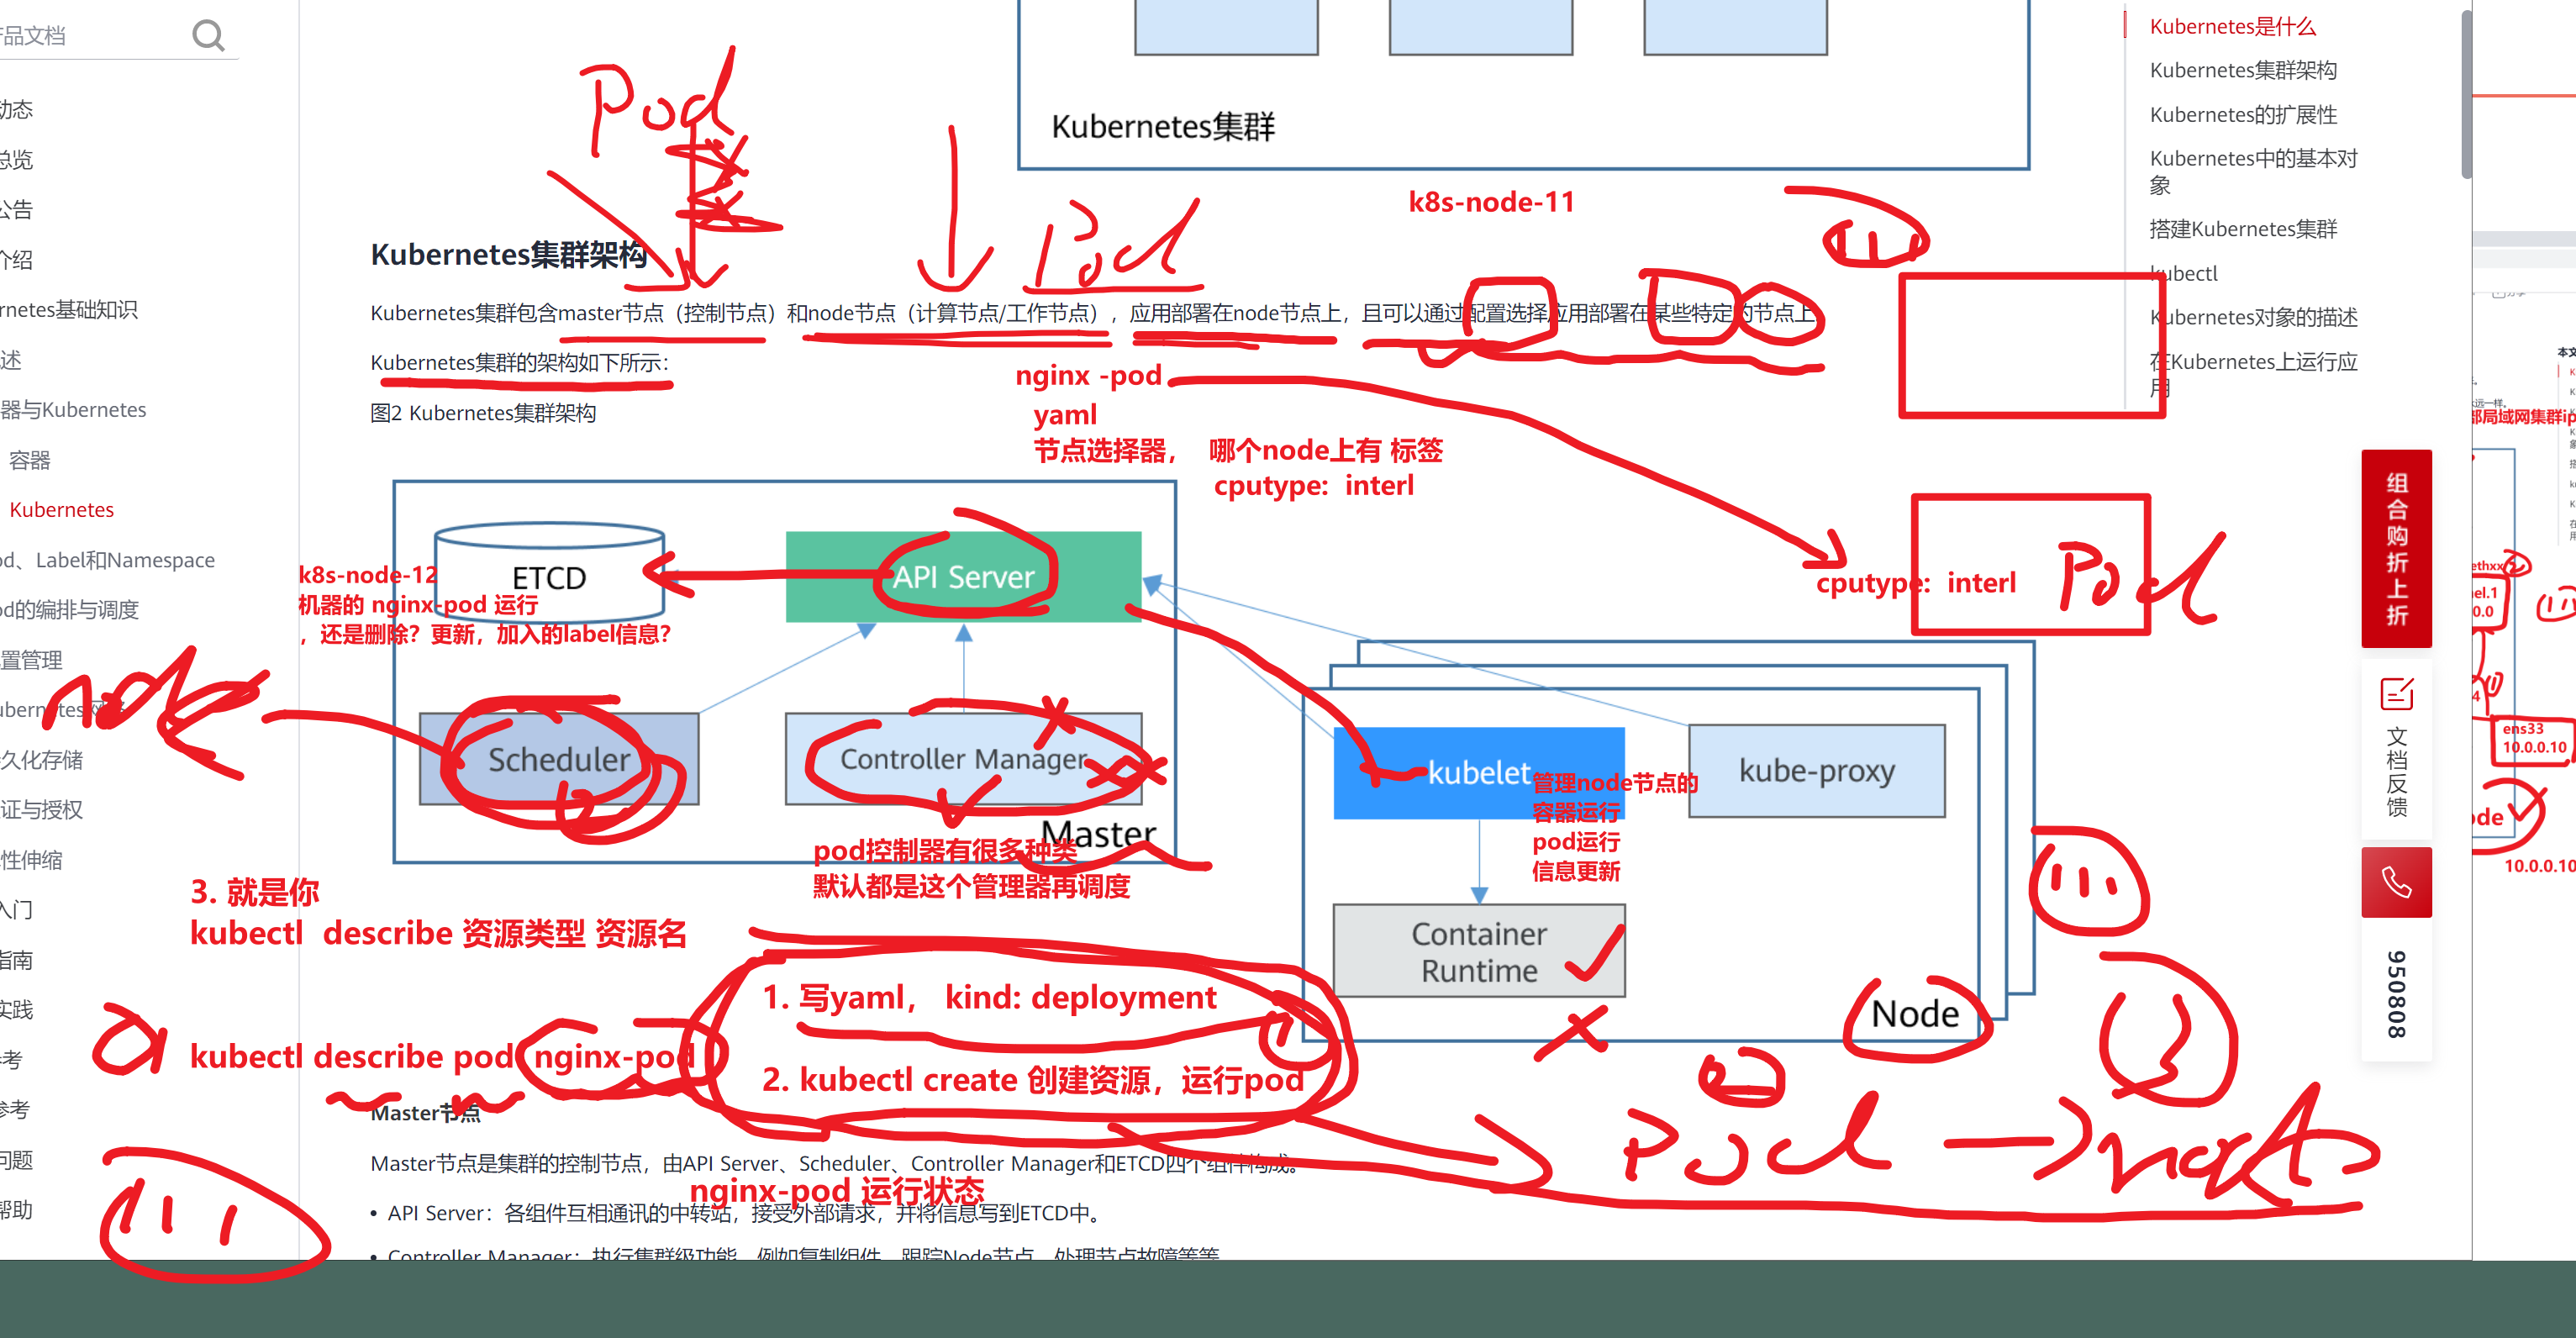 产品文档
动态
总览
公告
介绍
rnetes基础知识
述
器与Kubernetes
容器
Kubernetes
od、Label和Namespace
od的编排与调度
置管理
ubernetes网络
久化存储
证与授权
性伸缩
入门
指南
实践
考
参考
问题
帮助
Kubernetes集群
k8s-node-11
Pod
Kubernetes集群架构
Pod
Kubernetes集群包含master节点（控制节点）和node节点（计算节点/工作节点），应用部署在node节点上，且可以通过配置选择应用部署在某些特定的节点上。
Kubernetes集群的架构如下所示：
图2 Kubernetes集群架构
nginx -pod
yaml
节点选择器， 哪个node上有 标签
cputype: interl
cputype: interl
Pod
ETCD
API Server
k8s-node-12
机器的 nginx-pod 运行
，还是删除？更新，加入的label信息？
node
Scheduler
Controller Manager
Master
pod控制器有很多种类
默认都是这个管理器再调度
kubelet
管理node节点的
容器运行
pod运行
信息更新
kube-proxy
Container
Runtime
Node
3. 就是你
kubectl describe 资源类型 资源名
kubectl describe pod nginx-pod
1. 写yaml， kind: deployment
2. kubectl create 创建资源，运行pod
Pod
Master节点
Master节点是集群的控制节点，由API Server、Scheduler、Controller Manager和ETCD四个组件构成。
nginx-pod 运行状态
• API Server：各组件互相通讯的中转站，接受外部请求，并将信息写到ETCD中。
• Controller Manager：执行集群级功能，例如复制组件，跟踪Node节点，处理节点故障等等。
Kubernetes是什么
Kubernetes集群架构
Kubernetes的扩展性
Kubernetes中的基本对
象
搭建Kubernetes集群
kubectl
Kubernetes对象的描述
在Kubernetes上运行应
用
组合购折上折
文档反馈
950808
本文
远一样。
部局域网集群ip
ethxx
el.1
0.0
ens33
10.0.0.10
ode
10.0.0.10